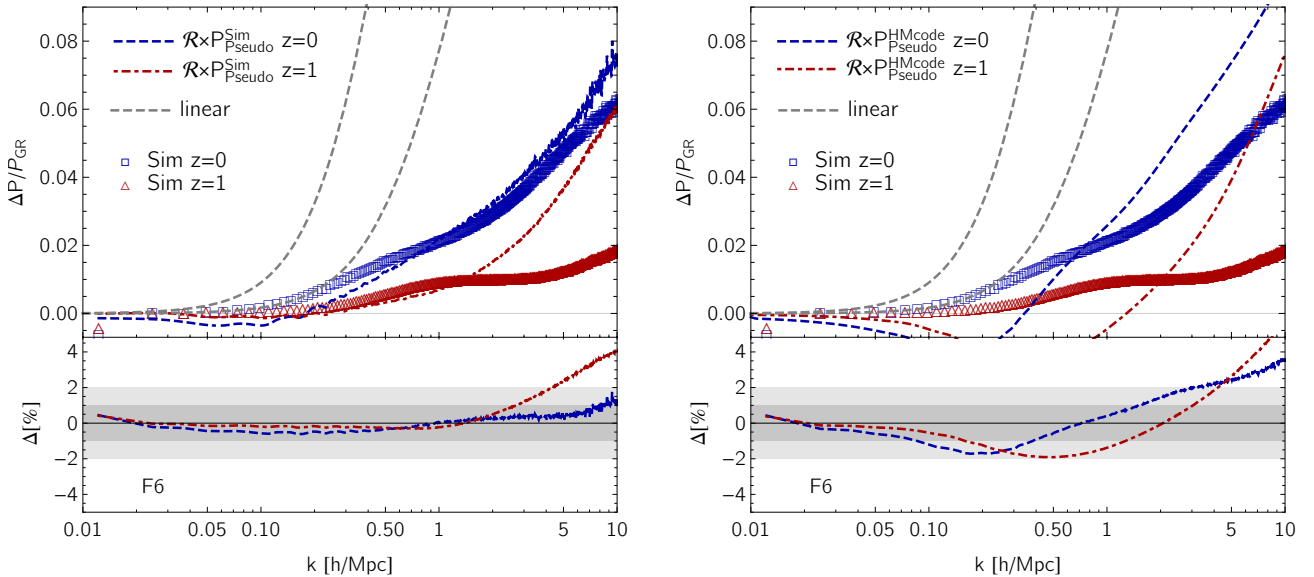 0.08
0.06
0.04
0.02
0.00
ΔP/P_GR
ℛ×P^Sim_Pseudo z=0
ℛ×P^Sim_Pseudo z=1
linear
Sim z=0
Sim z=1
4
2
0
-2
-4
Δ[%]
F6
0.01 0.05 0.10 0.50 1 5 10
k [h/Mpc]
0.08
0.06
0.04
0.02
0.00
ΔP/P_GR
ℛ×P^HMcode_Pseudo z=0
ℛ×P^HMcode_Pseudo z=1
linear
Sim z=0
Sim z=1
4
2
0
-2
-4
Δ[%]
F6
0.01 0.05 0.10 0.50 1 5 10
k [h/Mpc]